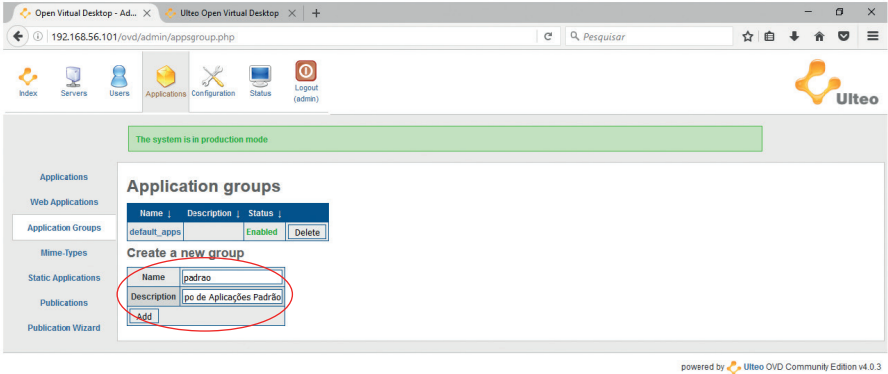 Open Virtual Desktop - Ad...
Ulteo Open Virtual Desktop
192.168.56.101/ovd/admin/appsgroup.php
Pesquisar
Index
Servers
Users
Applications
Configuration
Status
Logout
(admin)
Ulteo
The system is in production mode
Applications
Web Applications
Application Groups
Mime-Types
Static Applications
Publications
Publication Wizard
Application groups
Name ↓ Description ↓ Status ↓
default_apps Enabled Delete
Create a new group
Name padrao
Description po de Aplicações Padrão
Add
powered by Ulteo OVD Community Edition v4.0.3